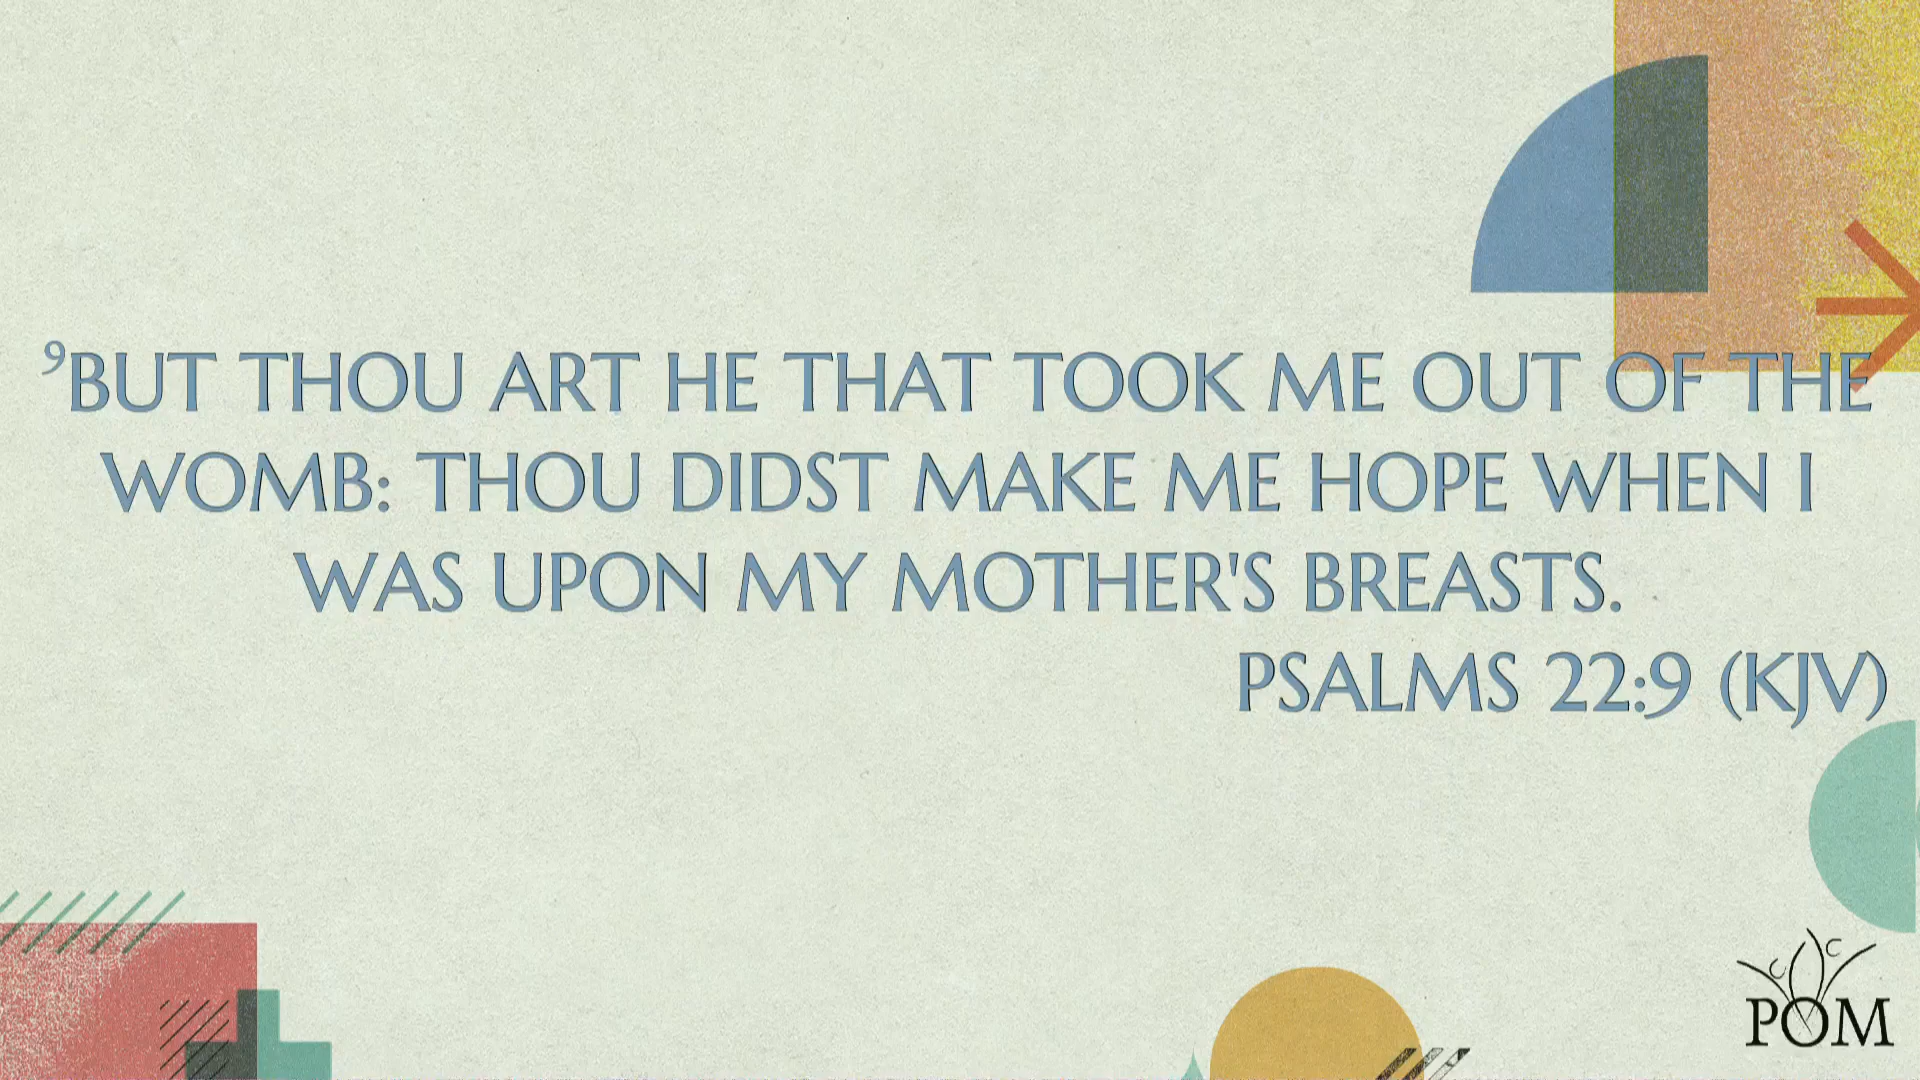 ⁹BUT THOU ART HE THAT TOOK ME OUT OF THE
WOMB: THOU DIDST MAKE ME HOPE WHEN I
WAS UPON MY MOTHER'S BREASTS.
PSALMS 22:9 (KJV)
C C
POM